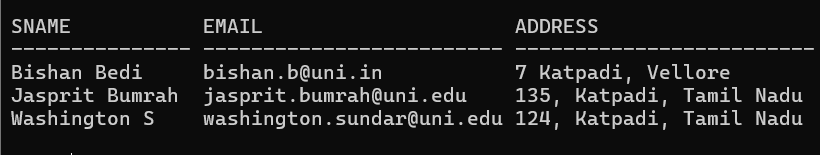 SNAME           EMAIL                     ADDRESS
--------------- ------------------------- -------------------------
Bishan Bedi     bishan.b@uni.in           7 Katpadi, Vellore
Jasprit Bumrah  jasprit.bumrah@uni.edu    135, Katpadi, Tamil Nadu
Washington S    washington.sundar@uni.edu 124, Katpadi, Tamil Nadu